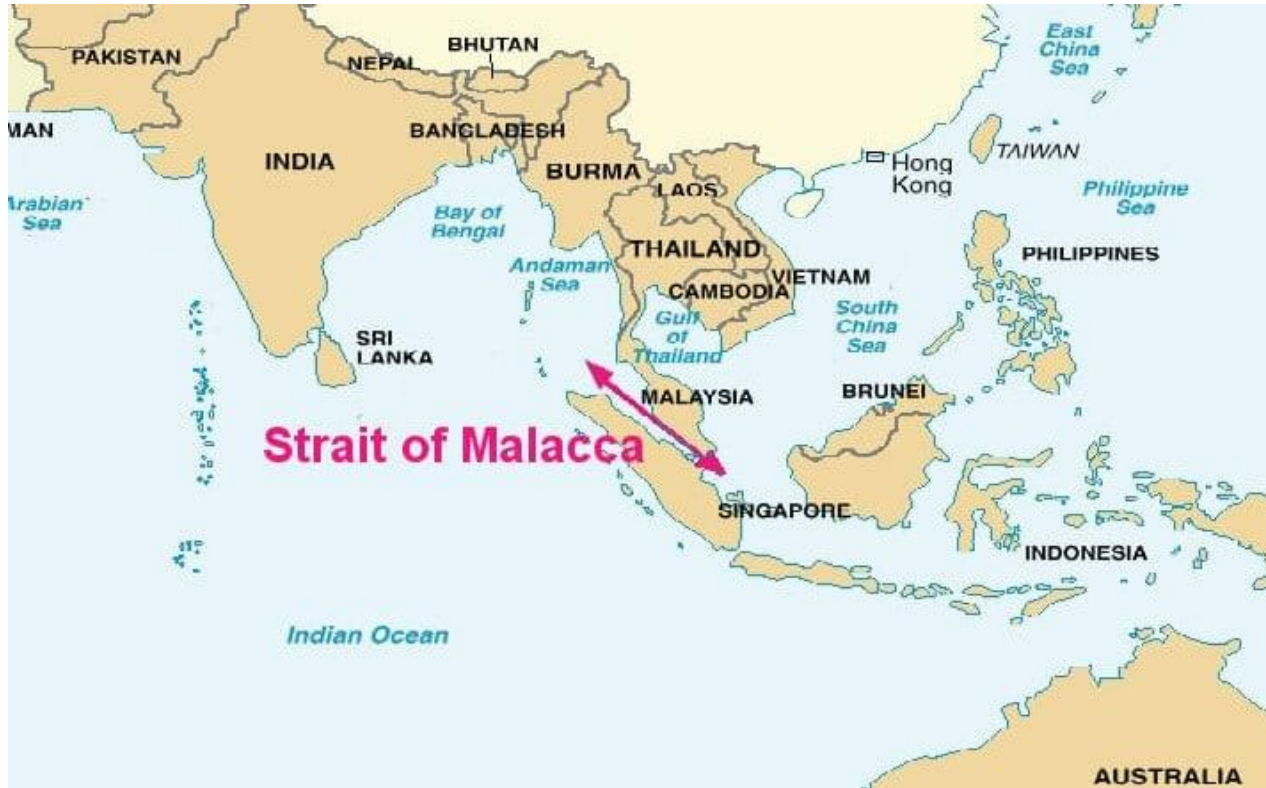 East
China
Sea
BHUTAN
PAKISTAN
NEPAL
MAN
BANGLADESH
INDIA
BURMA
Hong
Kong
TAIWAN
LAOS
Arabian
Sea
Bay of
Bengal
Philippine
Sea
THAILAND
PHILIPPINES
Andaman
Sea
VIETNAM
CAMBODIA
Gulf
of
Thailand
South
China
Sea
SRI
LANKA
MALAYSIA
BRUNEI
Strait of Malacca
SINGAPORE
INDONESIA
Indian Ocean
AUSTRALIA